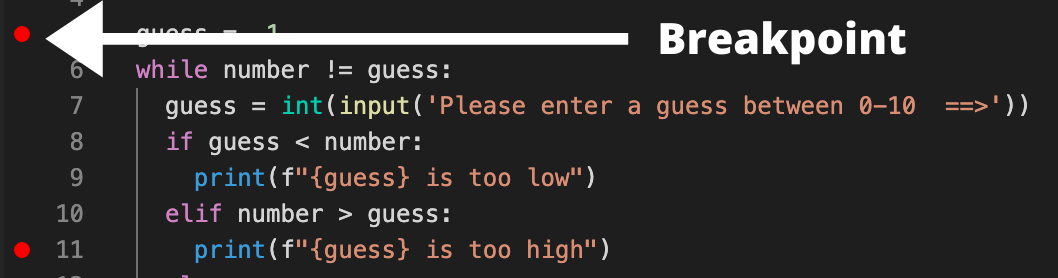 4
guess = 1 Breakpoint
6 while number != guess:
7 guess = int(input('Please enter a guess between 0-10 ==>'))
8 if guess < number:
9 print(f"{guess} is too low")
10 elif number > guess:
11 print(f"{guess} is too high")